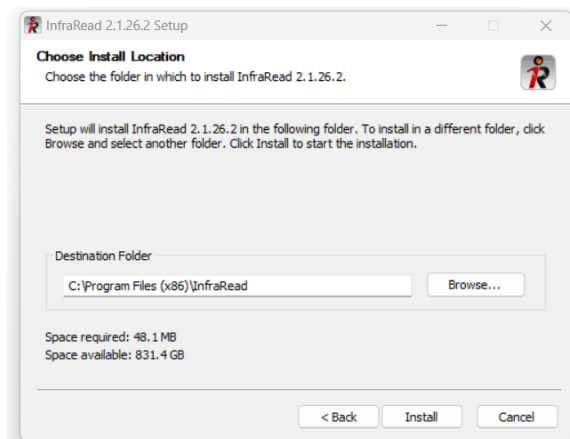 InfraRead 2.1.26.2 Setup
Choose Install Location
Choose the folder in which to install InfraRead 2.1.26.2.
Setup will install InfraRead 2.1.26.2 in the following folder. To install in a different folder, click
Browse and select another folder. Click Install to start the installation.
Destination Folder
C:\Program Files (x86)\InfraRead
Browse...
Space required: 48.1 MB
Space available: 831.4 GB
< Back
Install
Cancel